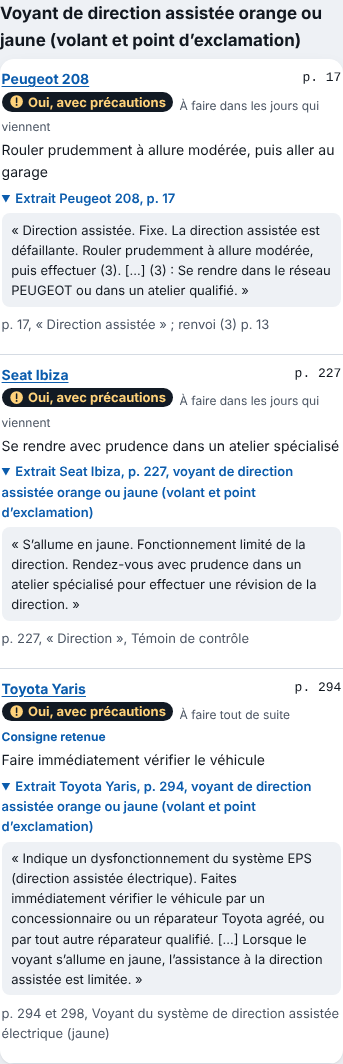 Voyant de direction assistée orange ou
jaune (volant et point d’exclamation)
Peugeot 208 p. 17
! Oui, avec précautions À faire dans les jours qui
viennent
Rouler prudemment à allure modérée, puis aller au
garage
▼ Extrait Peugeot 208, p. 17
« Direction assistée. Fixe. La direction assistée est
défaillante. Rouler prudemment à allure modérée,
puis effectuer (3). [...] (3) : Se rendre dans le réseau
PEUGEOT ou dans un atelier qualifié. »
p. 17, « Direction assistée » ; renvoi (3) p. 13
Seat Ibiza p. 227
! Oui, avec précautions À faire dans les jours qui
viennent
Se rendre avec prudence dans un atelier spécialisé
▼ Extrait Seat Ibiza, p. 227, voyant de direction
assistée orange ou jaune (volant et point
d’exclamation)
« S’allume en jaune. Fonctionnement limité de la
direction. Rendez-vous avec prudence dans un
atelier spécialisé pour effectuer une révision de la
direction. »
p. 227, « Direction », Témoin de contrôle
Toyota Yaris p. 294
! Oui, avec précautions À faire tout de suite
Consigne retenue
Faire immédiatement vérifier le véhicule
▼ Extrait Toyota Yaris, p. 294, voyant de direction
assistée orange ou jaune (volant et point
d’exclamation)
« Indique un dysfonctionnement du système EPS
(direction assistée électrique). Faites
immédiatement vérifier le véhicule par un
concessionnaire ou un réparateur Toyota agréé, ou
par tout autre réparateur qualifié. [...] Lorsque le
voyant s’allume en jaune, l’assistance à la direction
assistée est limitée. »
p. 294 et 298, Voyant du système de direction assistée
électrique (jaune)